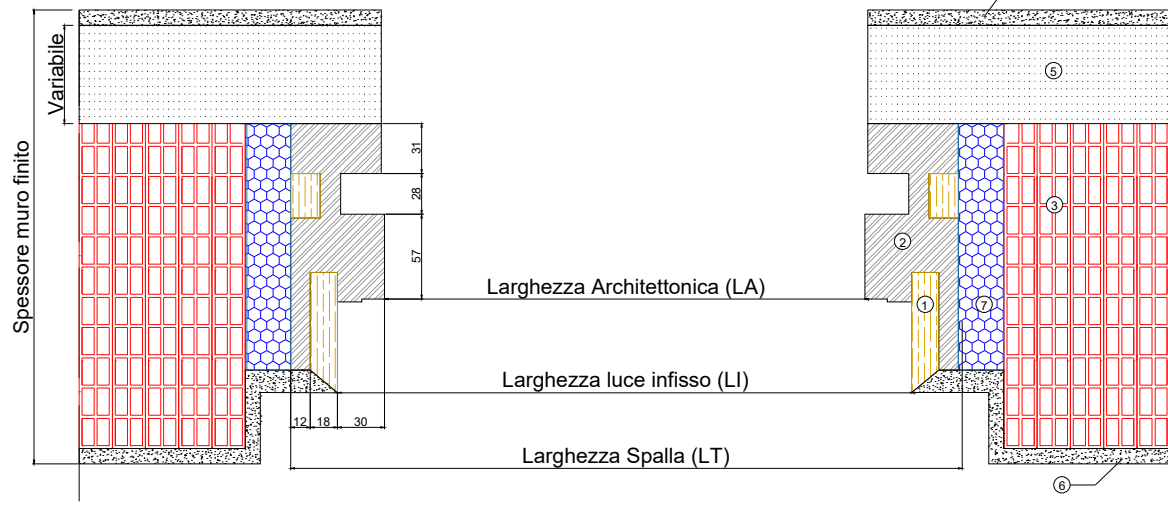 Spessore muro finito
Variabile
5
31
28
3
57
2
Larghezza Architettonica (LA)
1
7
Larghezza luce infisso (LI)
12 18 30
Larghezza Spalla (LT)
6